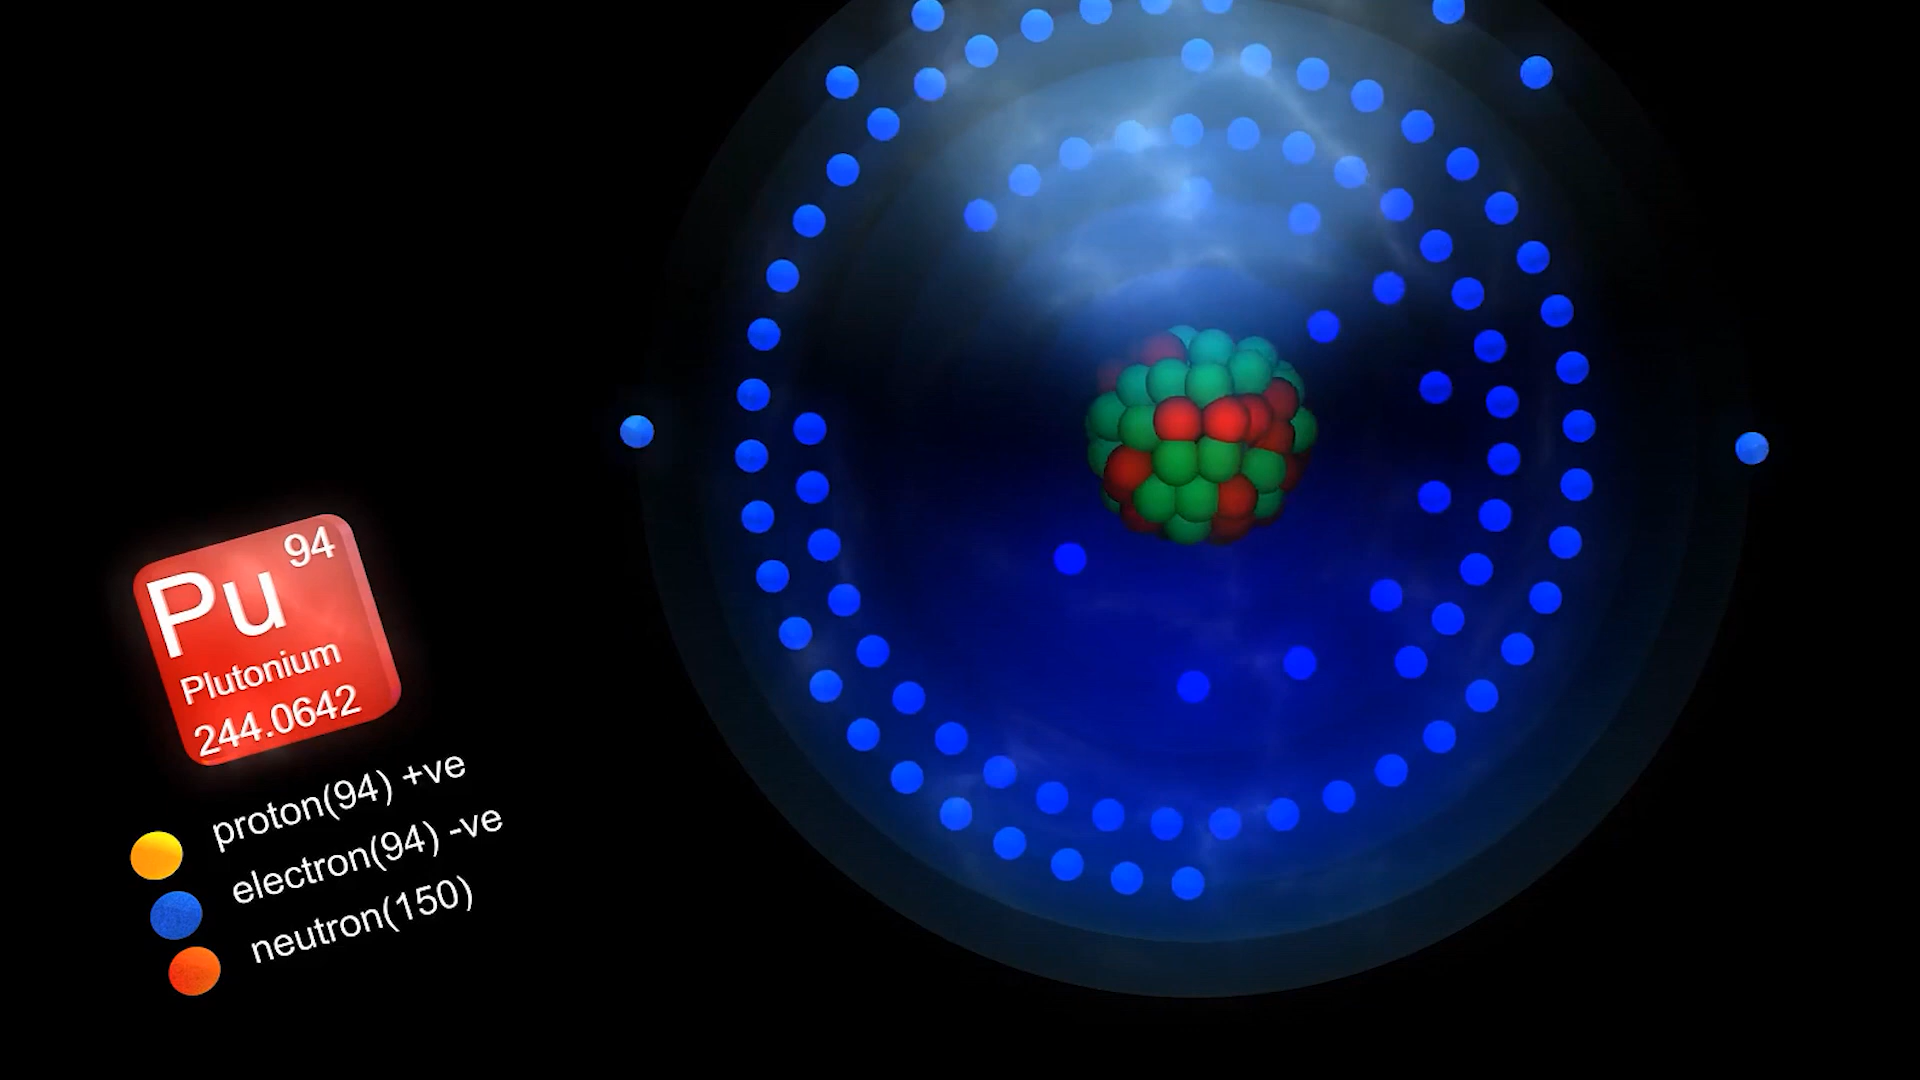 94
Pu
Plutonium
244.0642
proton(94) +ve
electron(94) -ve
neutron(150)